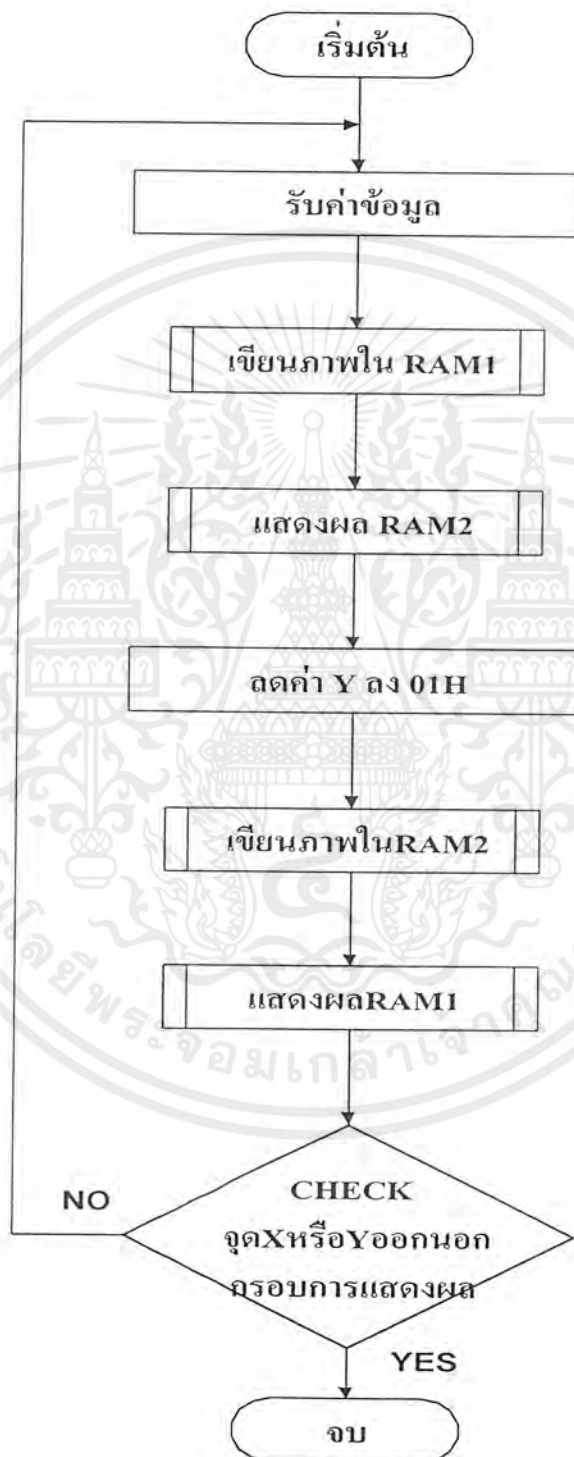 เริ่มต้น
รับค่าข้อมูล
เขียนภาพใน RAM1
แสดงผล RAM2
ลดค่า Y ลง 01H
เขียนภาพในRAM2
แสดงผลRAM1
CHECK
จุดXหรือYออกนอก
กรอบการแสดงผล
NO
YES
จบ